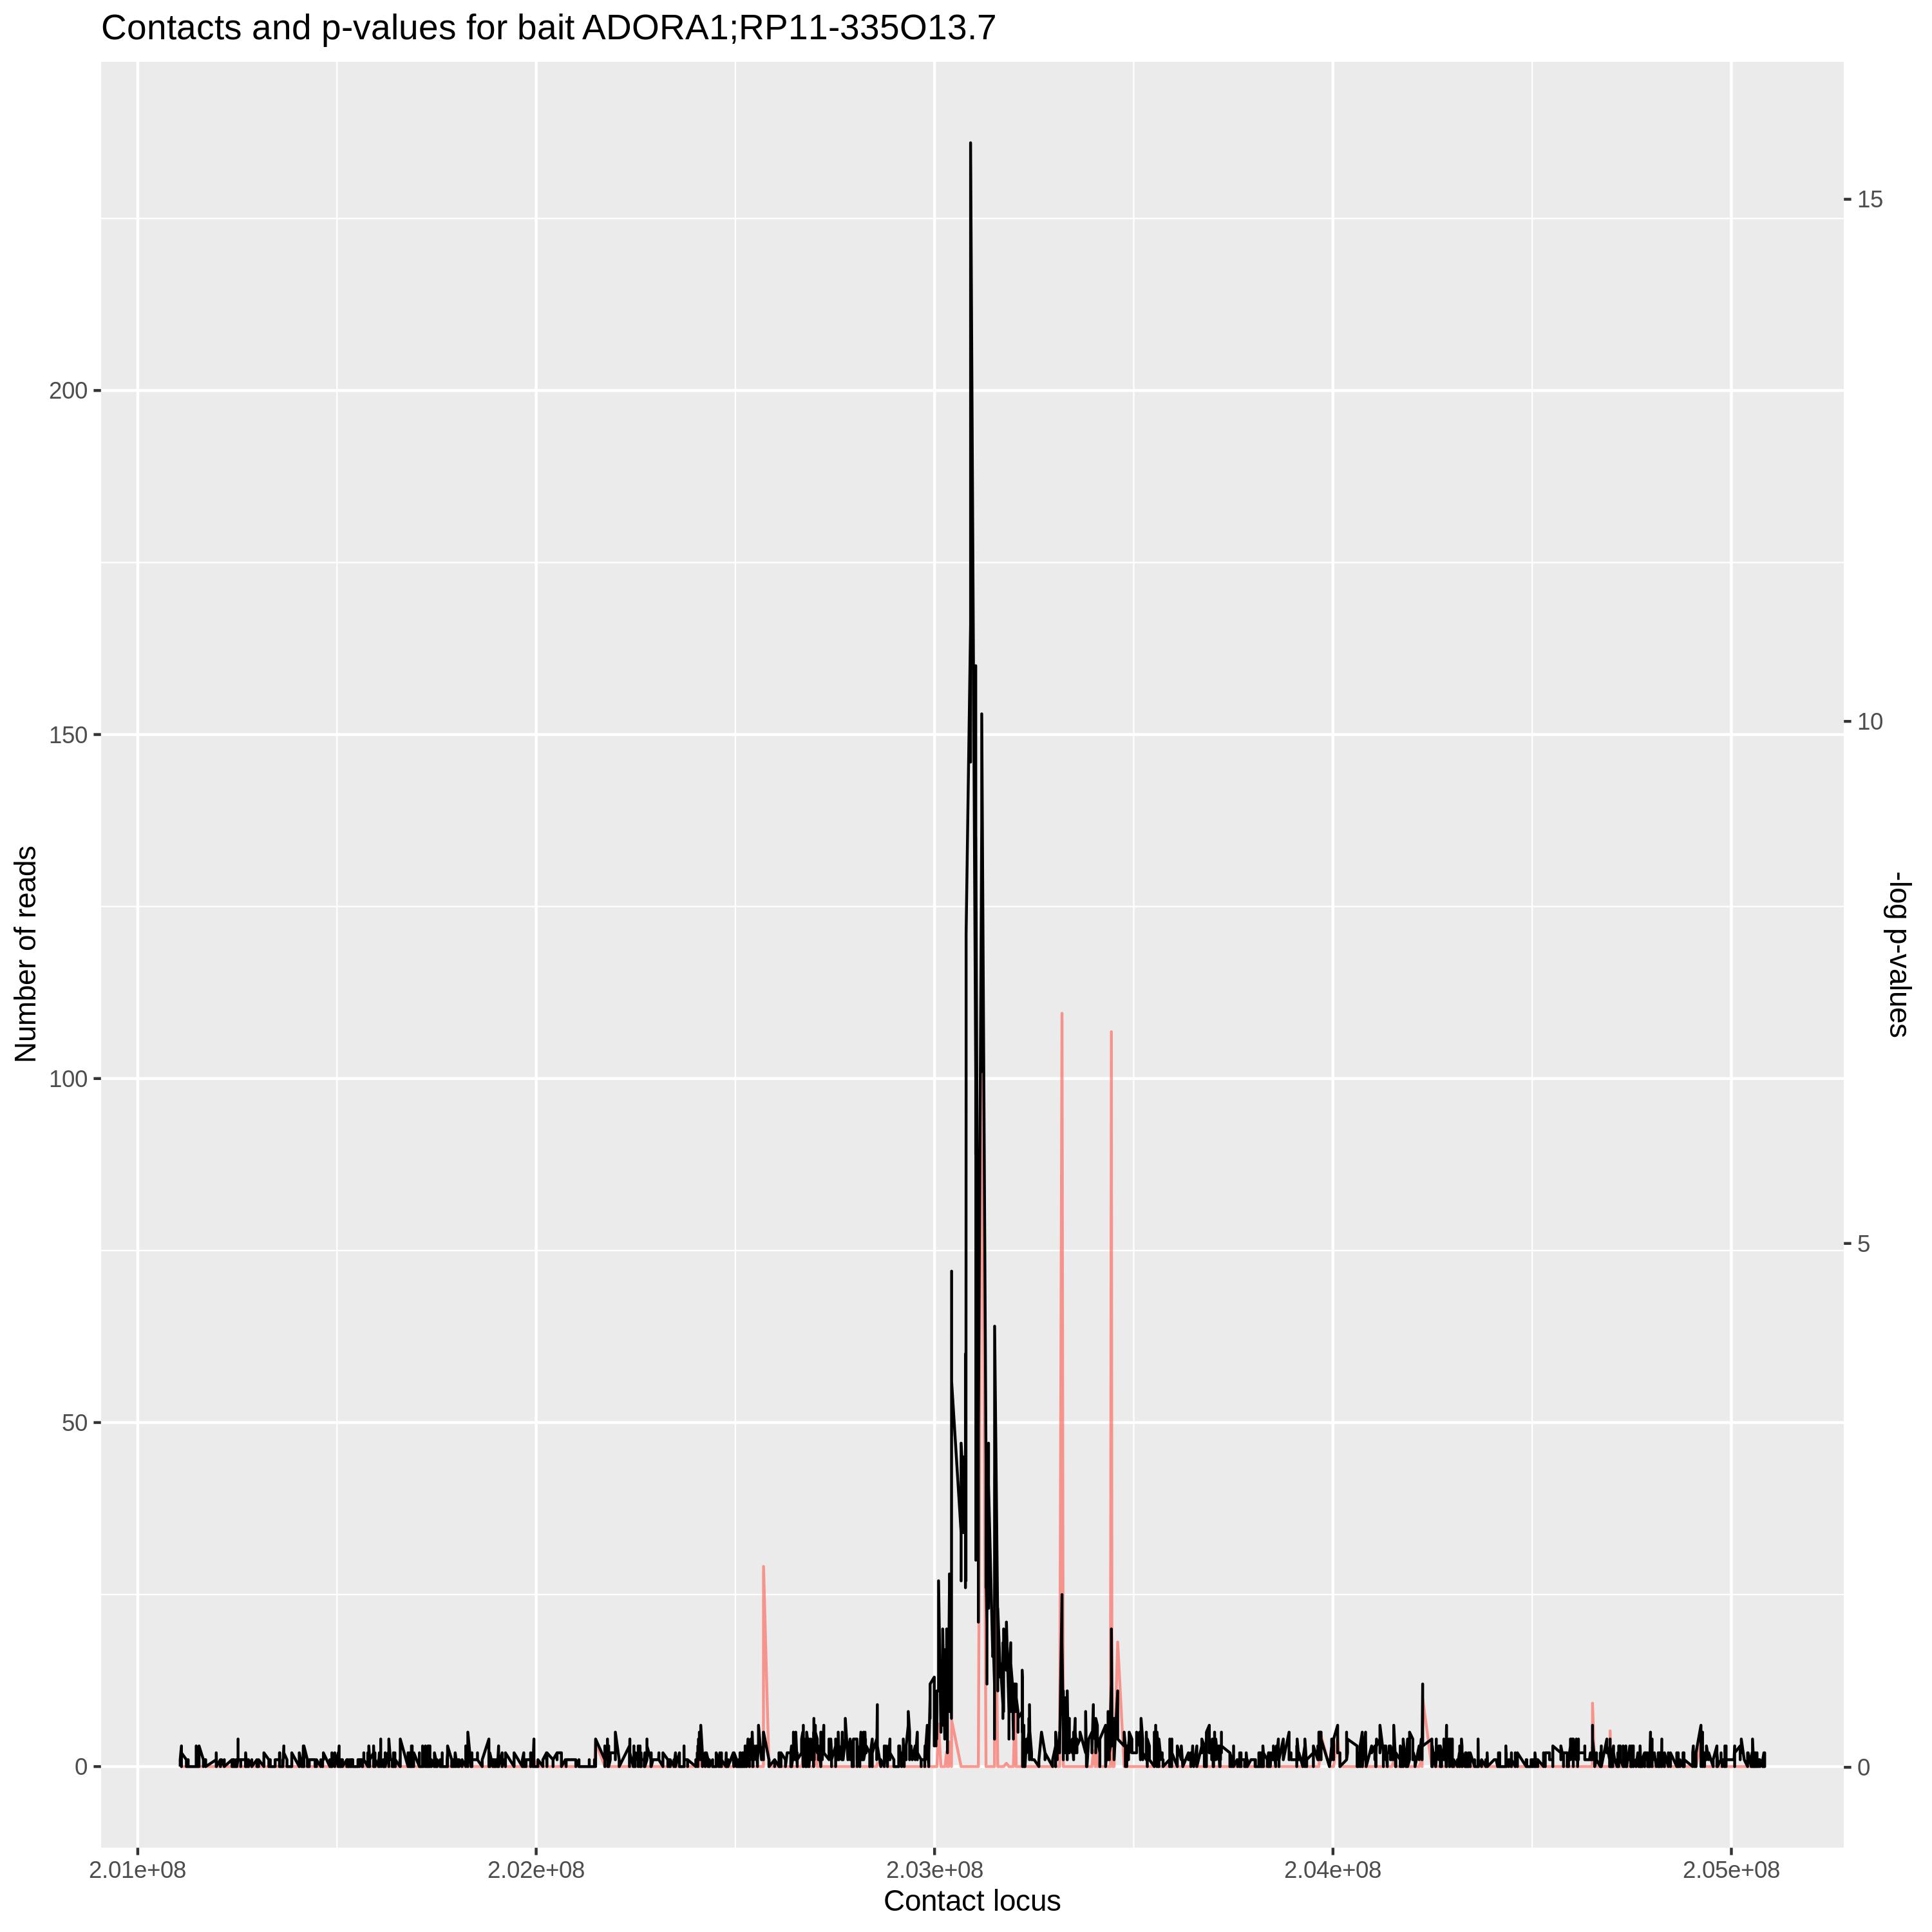 Contacts and p-values for bait ADORA1;RP11-335O13.7
Number of reads
200
150
100
50
0
15
10
5
0
-log p-values
2.01e+08 2.02e+08 2.03e+08 2.04e+08 2.05e+08
Contact locus